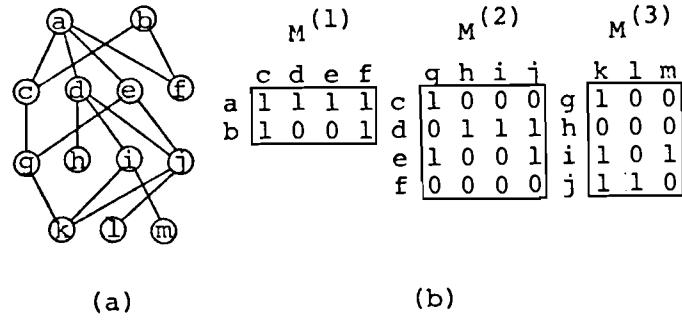 a b
c d e f
g h i j
k l m
(a)
M(1)
c d e f
a 1 1 1 1
b 1 0 0 1
M(2)
g h i j
c 1 0 0 0
d 0 1 1 1
e 1 0 0 1
f 0 0 0 0
M(3)
k l m
g 1 0 0
h 0 0 0
i 1 0 1
j 1 1 0
(b)